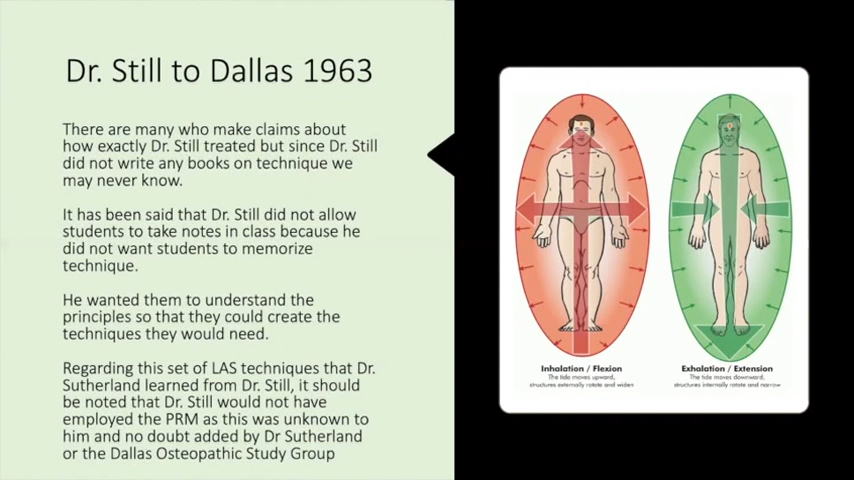 Dr. Still to Dallas 1963
There are many who make claims about
how exactly Dr. Still treated but since Dr. Still
did not write any books on technique we
may never know.
It has been said that Dr. Still did not allow
students to take notes in class because he
did not want students to memorize
technique.
He wanted them to understand the
principles so that they could create the
techniques they would need.
Regarding this set of LAS techniques that Dr.
Sutherland learned from Dr. Still, it should
be noted that Dr. Still would not have
employed the PRM as this was unknown to
him and no doubt added by Dr Sutherland
or the Dallas Osteopathic Study Group
Inhalation / Flexion
The tide moves upward,
structures externally rotate and widen
Exhalation / Extension
The tide moves downward,
structures internally rotate and narrow